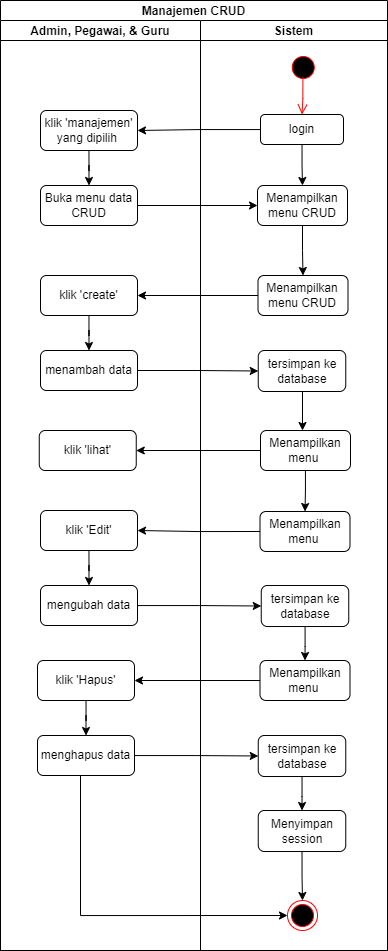 Manajemen CRUD
Admin, Pegawai, & Guru
Sistem
login
klik 'manajemen'
yang dipilih
Buka menu data
CRUD
Menampilkan
menu CRUD
Menampilkan
menu CRUD
klik 'create'
menambah data
tersimpan ke
database
Menampilkan
menu
klik 'lihat'
Menampilkan
menu
klik 'Edit'
mengubah data
tersimpan ke
database
Menampilkan
menu
klik 'Hapus'
menghapus data
tersimpan ke
database
Menyimpan
session